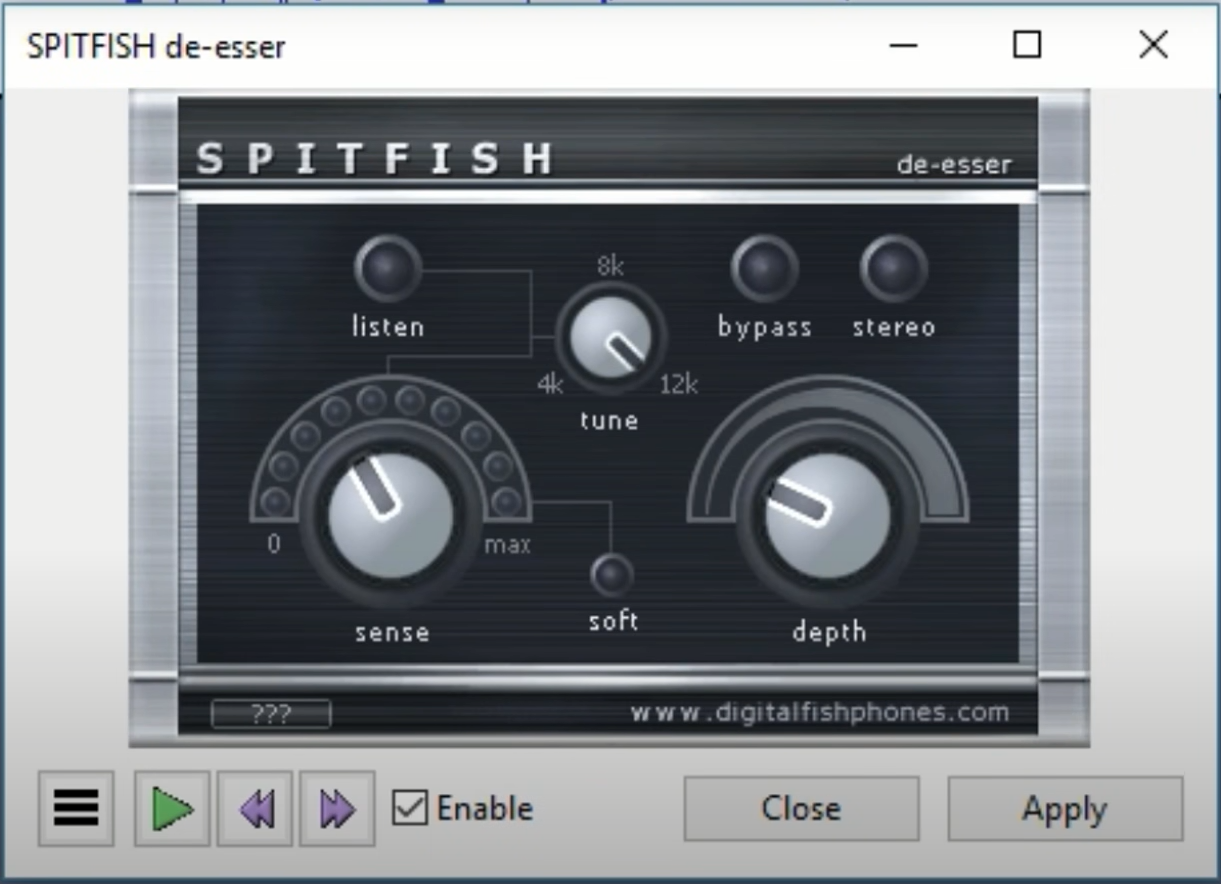 SPITFISH de-esser
SPITFISH
de-esser
8k
listen
bypass
stereo
4k
12k
tune
0
max
soft
sense
depth
???
www.digitalfishphones.com
Enable
Close
Apply